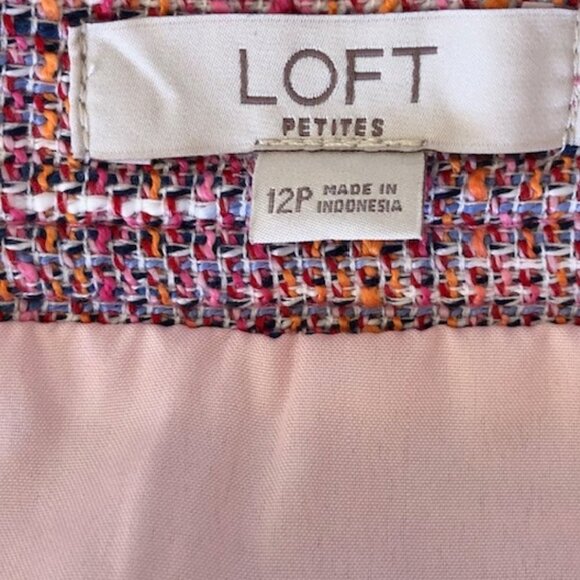 LOFT
PETITES
12P MADE IN
INDONESIA